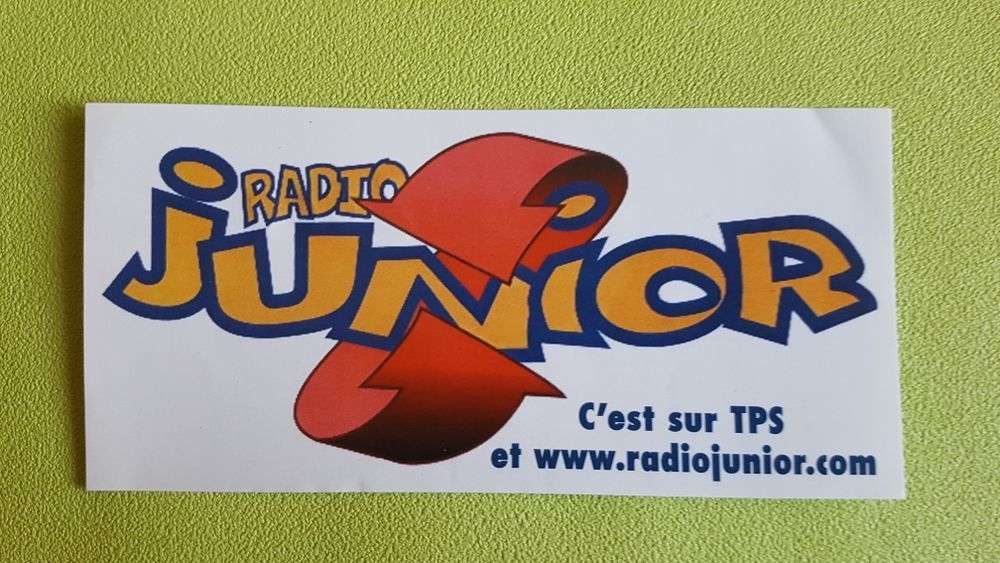 RADIO
JUNiOR
C'est sur TPS
et www.radiojunior.com